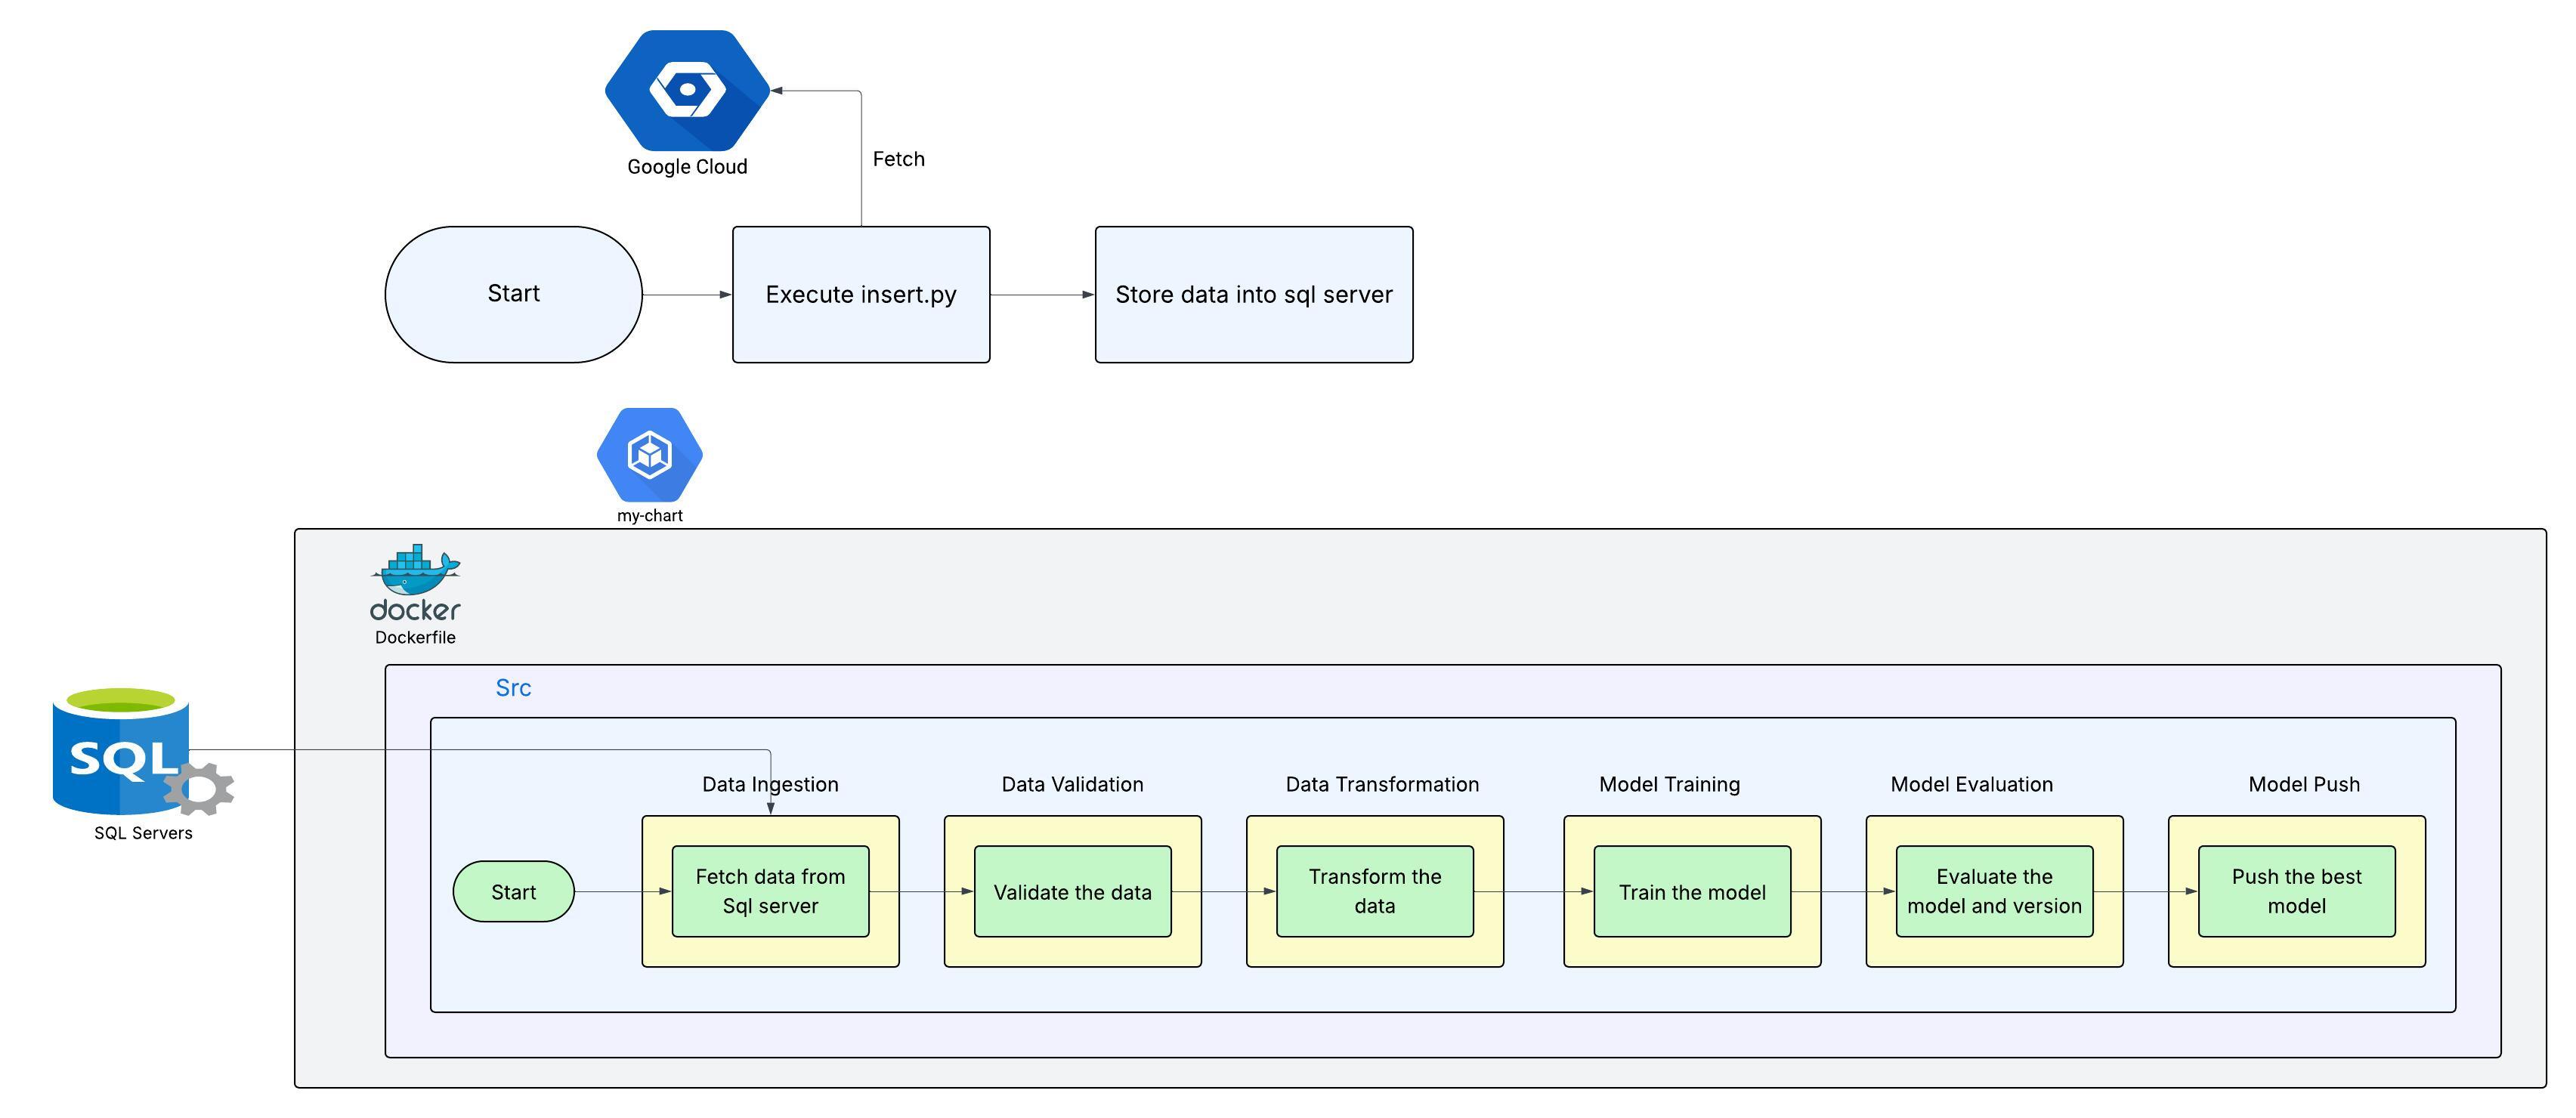 Google Cloud
Fetch
Start
Execute insert.py
Store data into sql server
my-chart
docker
Dockerfile
Src
SQL
SQL Servers
Data Ingestion
Data Validation
Data Transformation
Model Training
Model Evaluation
Model Push
Start
Fetch data from
Sql server
Validate the data
Transform the
data
Train the model
Evaluate the
model and version
Push the best
model